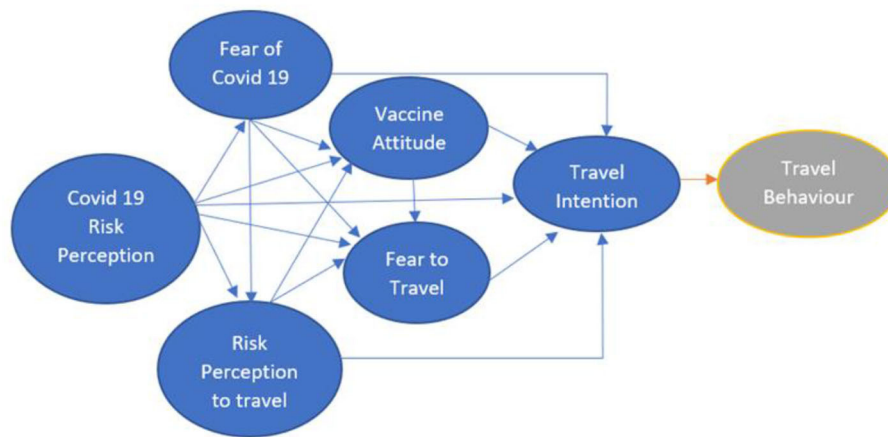 Fear of
Covid 19
Vaccine
Attitude
Travel
Intention
Travel
Behaviour
Covid 19
Risk
Perception
Fear to
Travel
Risk
Perception
to travel